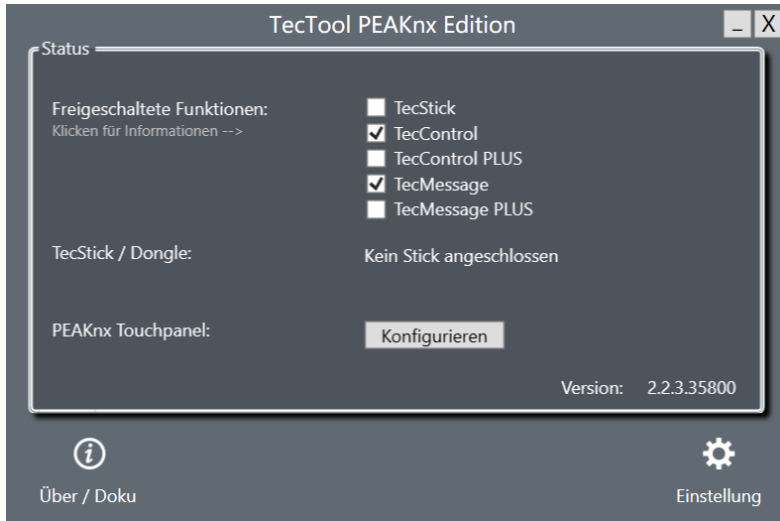 TecTool PEAKnx Edition
_ X
Status
Freigeschaltete Funktionen:
Klicken für Informationen -->
TecStick
TecControl
TecControl PLUS
TecMessage
TecMessage PLUS
TecStick / Dongle:
Kein Stick angeschlossen
PEAKnx Touchpanel:
Konfigurieren
Version: 2.2.3.35800
Über / Doku
Einstellung